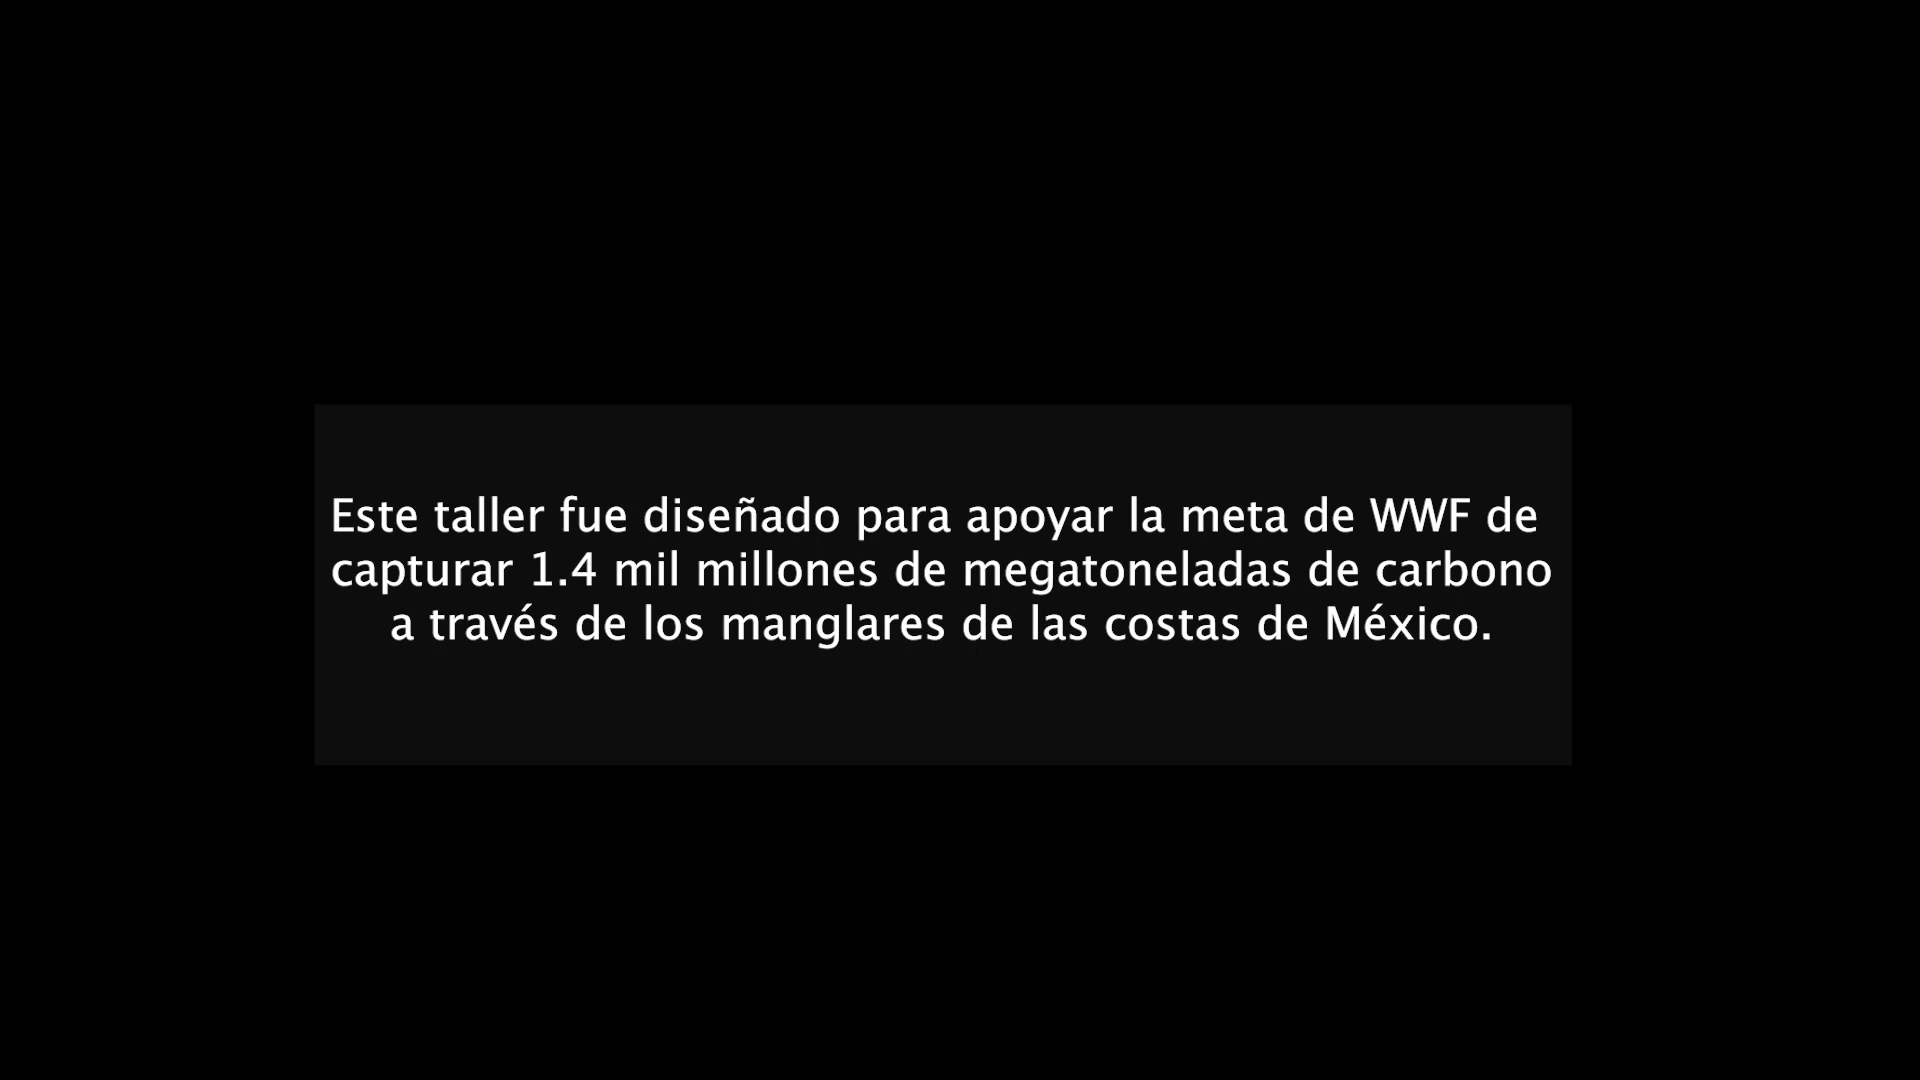 Este taller fue diseñado para apoyar la meta de WWF de
capturar 1.4 mil millones de megatoneladas de carbono
a través de los manglares de las costas de México.